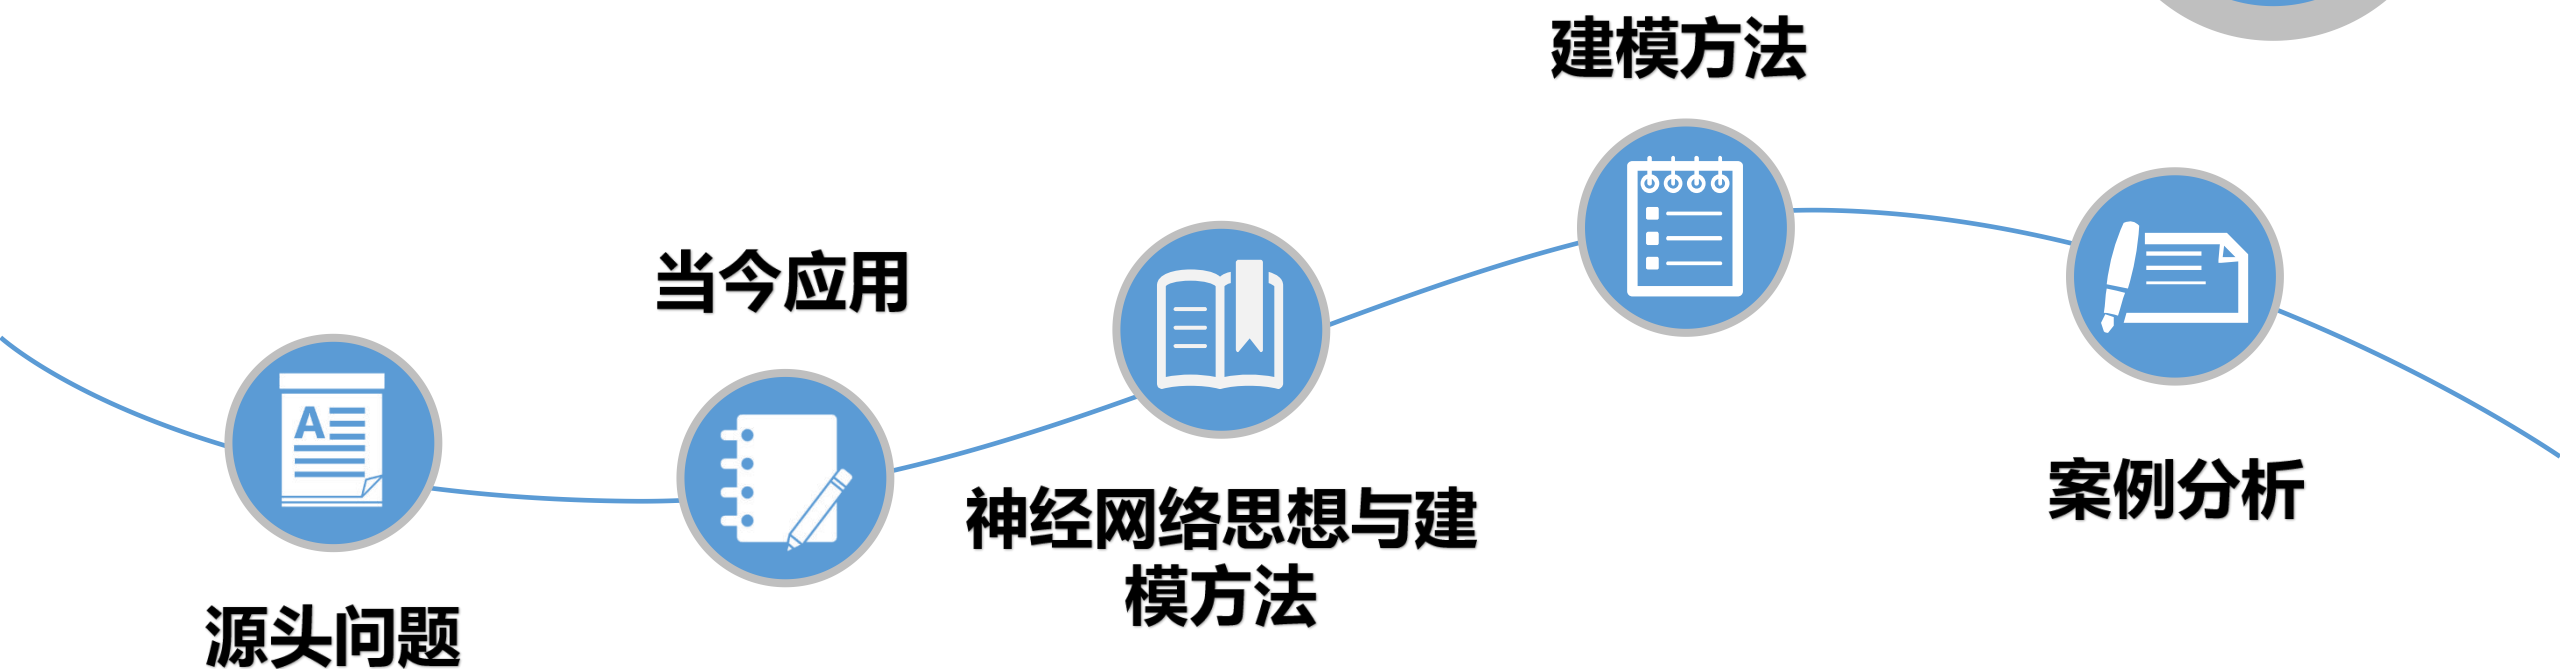 源头问题
当今应用
神经网络思想与建
模方法
建模方法
案例分析
A